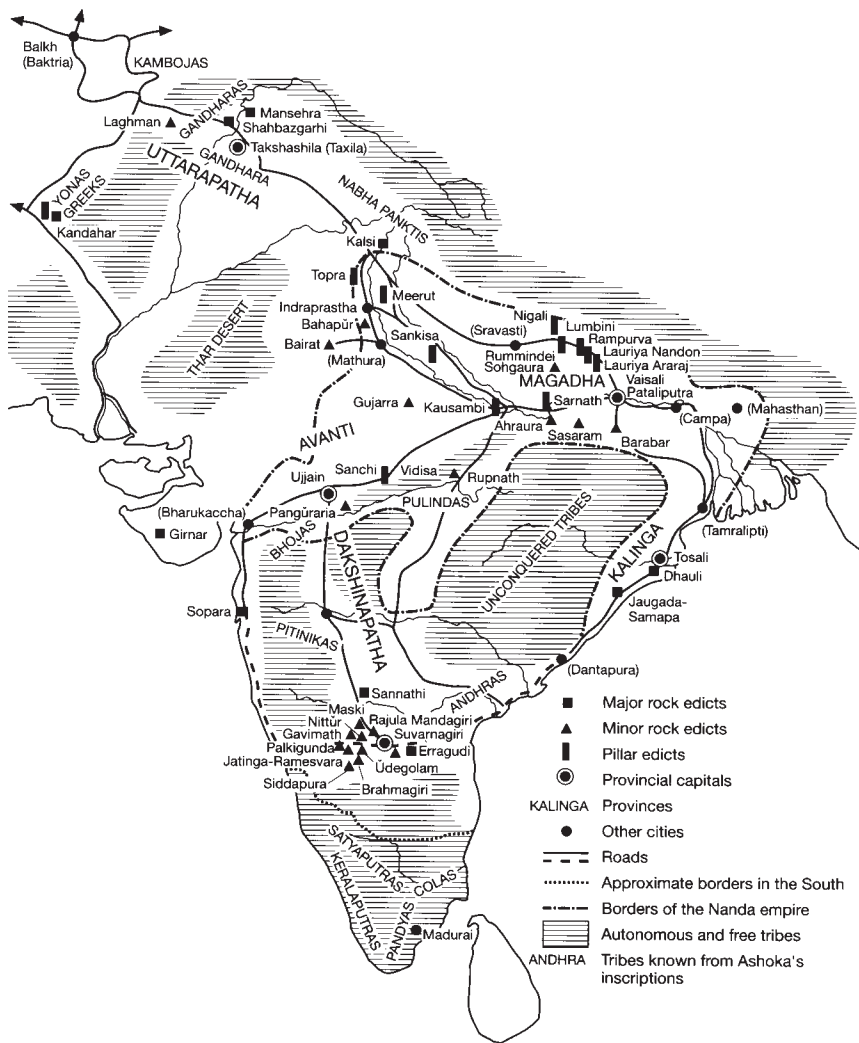 Balkh
(Baktria)
KAMBOJAS
GANDHARAS
Mansehra
Shahbazgarhi
Laghman
Takshashila (Taxila)
GANDHARA
UTTARAPATHA
YONAS
GREEKS
Kandahar
NABHA PANKTIS
Kalsi
Topra
Meerut
Indraprastha
Bahapūr
Bairat
(Mathura)
Sankisa
THAR DESERT
Nigali
Lumbini
(Sravasti)
Rampurva
Rummindei
Lauriya Nandon
Sohgaura
Lauriya Araraj
MAGADHA
Vaisali
Pataliputra
Gujarra
Kausambi
Sarnath
(Campa)
(Mahasthan)
Ahraura
Sasaram
Barabar
AVANTI
Ujjain
Sanchi
Vidisa
Rupnath
(Bharukaccha)
Pangūraria
PULINDAS
(Tamralipti)
Girnar
BHOJAS
DAKSHINAPATHA
UNCONQUERED TRIBES
KALINGA
Tosali
Dhauli
Sopara
Jaugada-
Samapa
PITINIKAS
(Dantapura)
ANDHRAS
Sannathi
Maski
Rajula Mandagiri
Nittūr
Suvarnagiri
Gavimath
Erragudi
Palkigunda
Jatinga-Ramesvara
Udegolam
Siddapura
Brahmagiri
SATYAPUTRAS
KERALAPUTRAS
COLAS
PANDYAS
Madurai
Major rock edicts
Minor rock edicts
Pillar edicts
Provincial capitals
KALINGA Provinces
Other cities
Roads
Approximate borders in the South
Borders of the Nanda empire
Autonomous and free tribes
ANDHRA Tribes known from Ashoka's
inscriptions